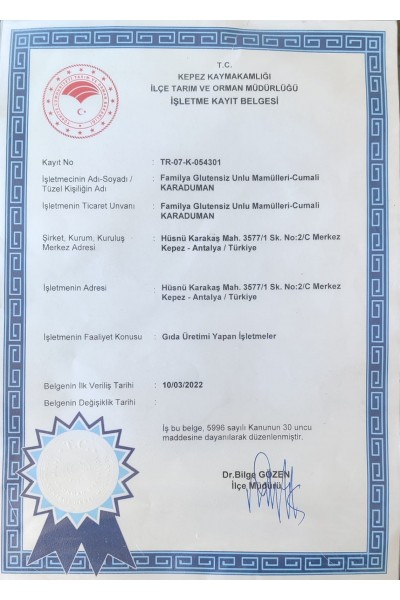 T.C.
KEPEZ KAYMAKAMLIĞI
İLÇE TARIM VE ORMAN MÜDÜRLÜĞÜ
İŞLETME KAYIT BELGESİ
Kayıt No : TR-07-K-054301
İşletmecinin Adı-Soyadı / : Familya Glutensiz Unlu Mamülleri-Cumali
Tüzel Kişiliğin Adı KARADUMAN
İşletmenin Ticaret Unvanı : Familya Glutensiz Unlu Mamülleri-Cumali
KARADUMAN
Şirket, Kurum, Kuruluş : Hüsnü Karakaş Mah. 3577/1 Sk. No:2/C Merkez
Merkez Adresi Kepez - Antalya / Türkiye
İşletmenin Adresi : Hüsnü Karakaş Mah. 3577/1 Sk. No:2/C Merkez
Kepez - Antalya / Türkiye
İşletmenin Faaliyet Konusu : Gıda Üretimi Yapan İşletmeler
Belgenin İlk Veriliş Tarihi : 10/03/2022
Belgenin Değişiklik Tarihi :
İş bu belge, 5996 sayılı Kanunun 30 uncu
maddesine dayanılarak düzenlenmiştir.
Dr.Bilge GÖZEN
İlçe Müdürü